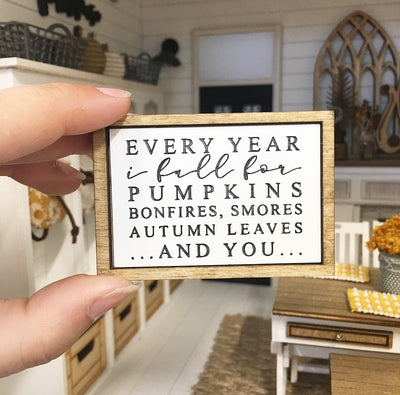 EVERY YEAR
i fall for
PUMPKINS
BONFIRES, SMORES
AUTUMN LEAVES
...AND YOU...